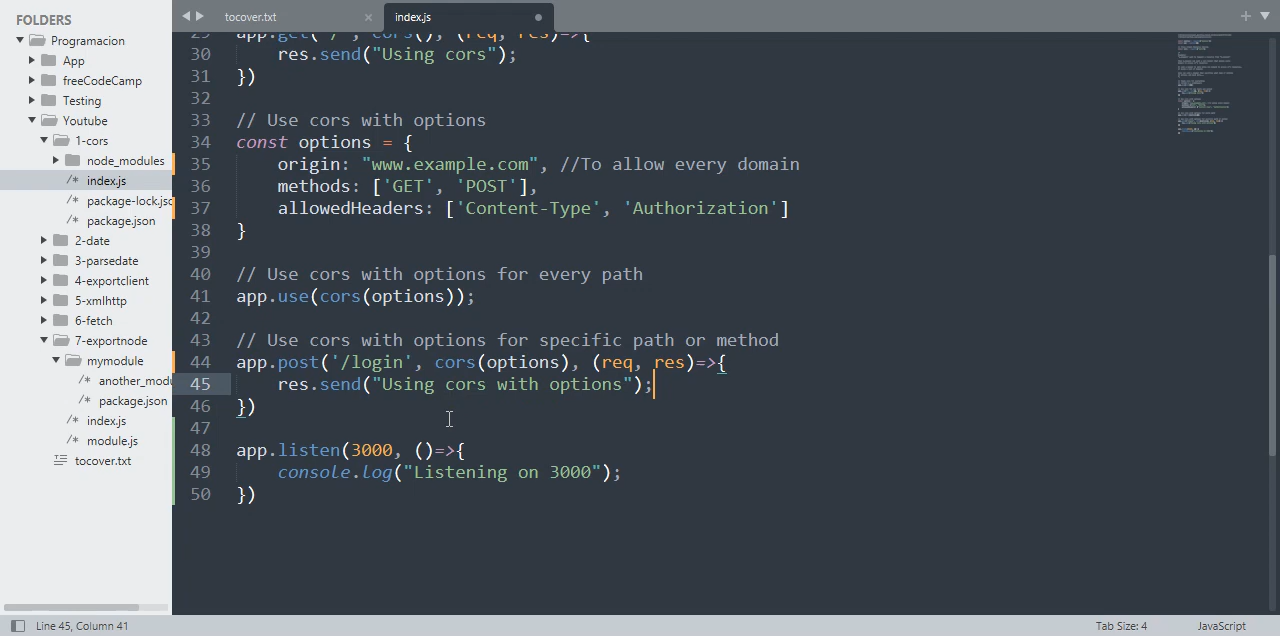 FOLDERS
Programacion
App
freeCodeCamp
Testing
Youtube
1-cors
node_modules
index.js
package-lock.jsc
package.json
2-date
3-parsedate
4-exportclient
5-xmlhttp
6-fetch
7-exportnode
mymodule
another_modu
package.json
index.js
module.js
tocover.txt
tocover.txt
index.js
29 app.get('/', cors(), (req, res)=>{
30 res.send("Using cors");
31 })
32
33 // Use cors with options
34 const options = {
35 origin: "www.example.com", //To allow every domain
36 methods: ['GET', 'POST'],
37 allowedHeaders: ['Content-Type', 'Authorization']
38 }
39
40 // Use cors with options for every path
41 app.use(cors(options));
42
43 // Use cors with options for specific path or method
44 app.post('/login', cors(options), (req, res)=>{
45 res.send("Using cors with options");
46 })
47
48 app.listen(3000, ()=>{
49 console.log("Listening on 3000");
50 })
Line 45, Column 41
Tab Size: 4
JavaScript